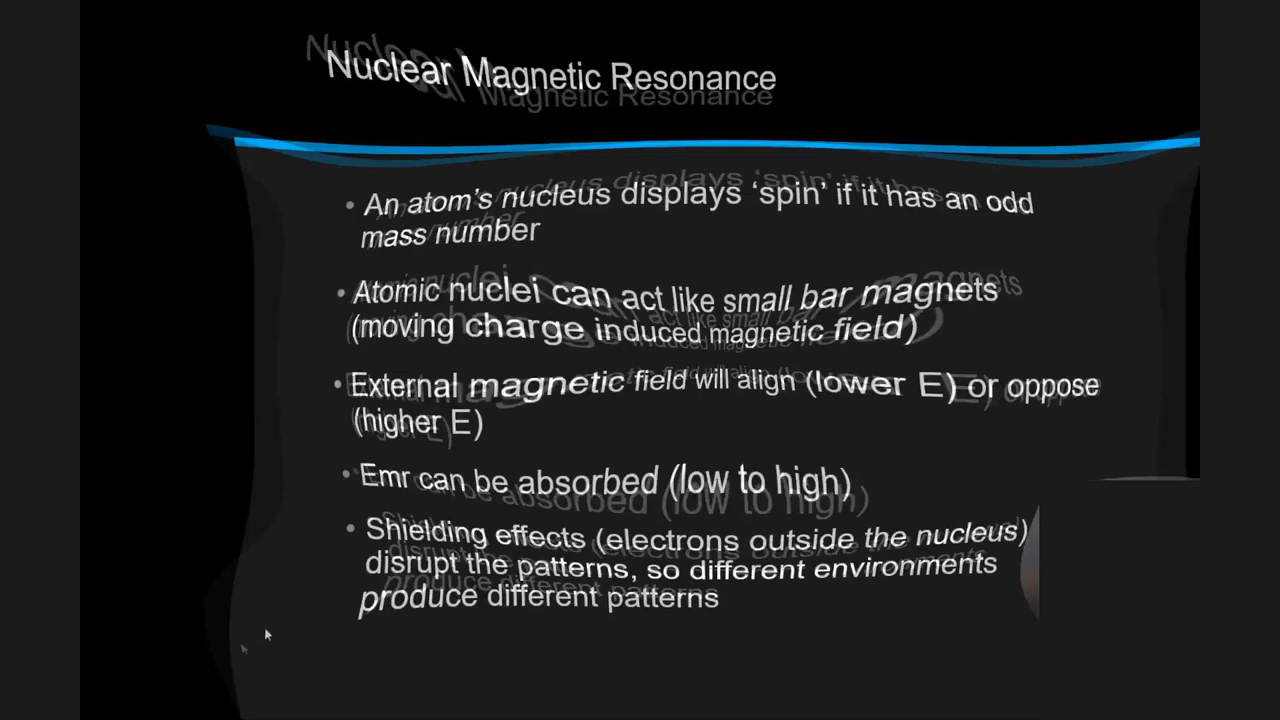 Nuclear Magnetic Resonance
• An atom's nucleus displays ‘spin’ if it has an odd
mass number
• Atomic nuclei can act like small bar magnets
(moving charge induced magnetic field)
• External magnetic field will align (lower E) or oppose
(higher E)
• Emr can be absorbed (low to high)
• Shielding effects (electrons outside the nucleus)
disrupt the patterns, so different environments
produce different patterns